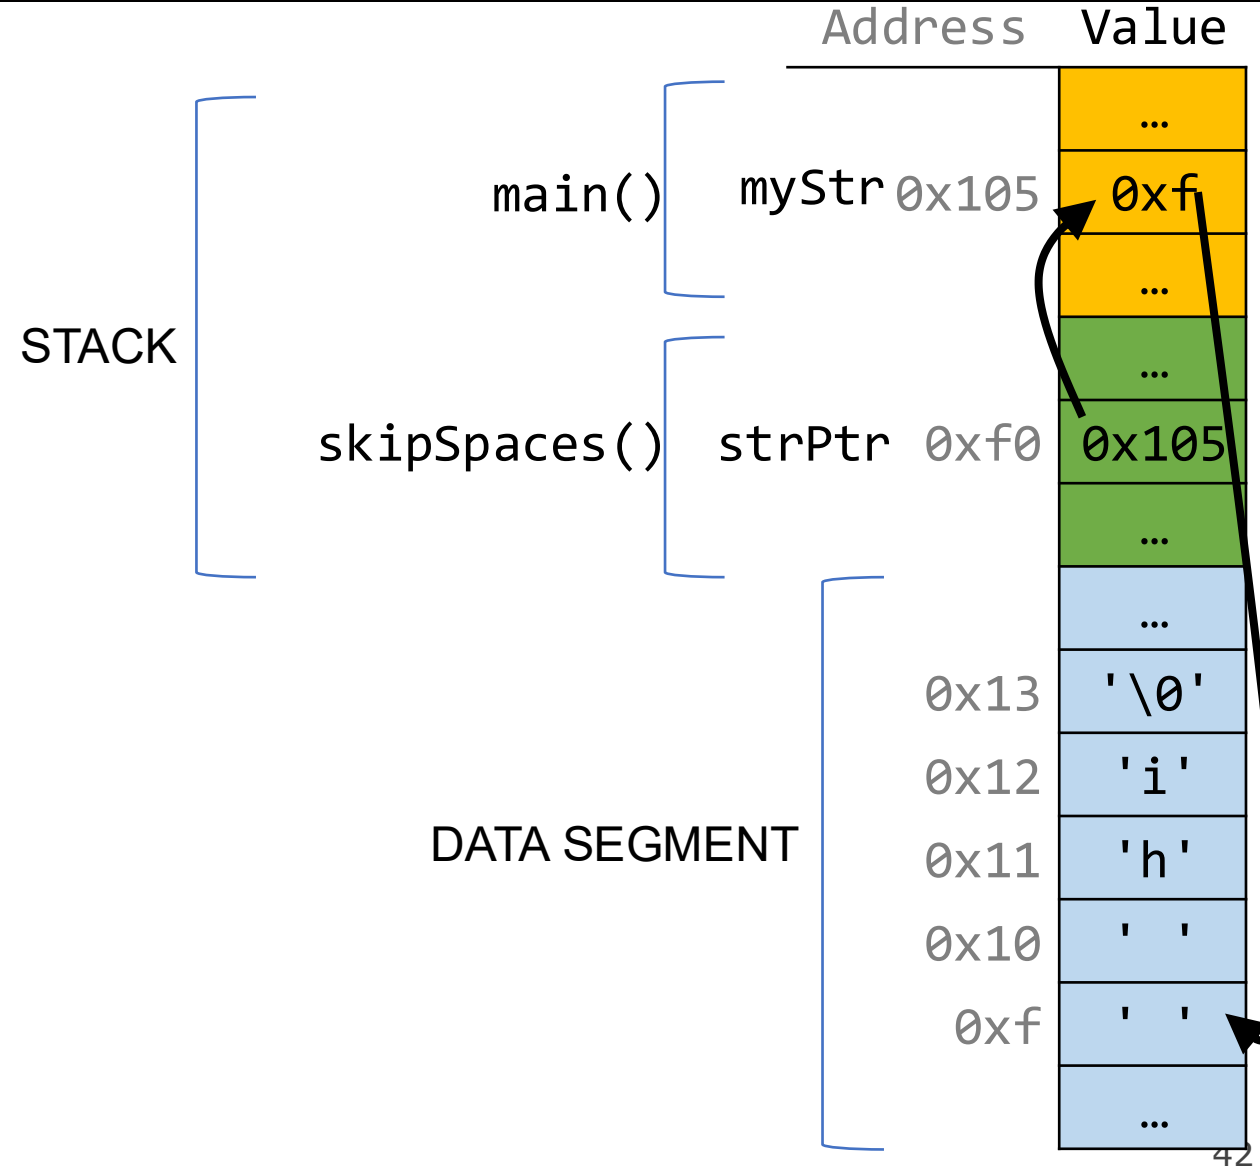 Address Value
…
main() myStr 0x105 0xf
…
STACK
…
skipSpaces() strPtr 0xf0 0x105
…
…
0x13 '\0'
0x12 'i'
DATA SEGMENT
0x11 'h'
0x10 ' '
0xf ' '
…
42